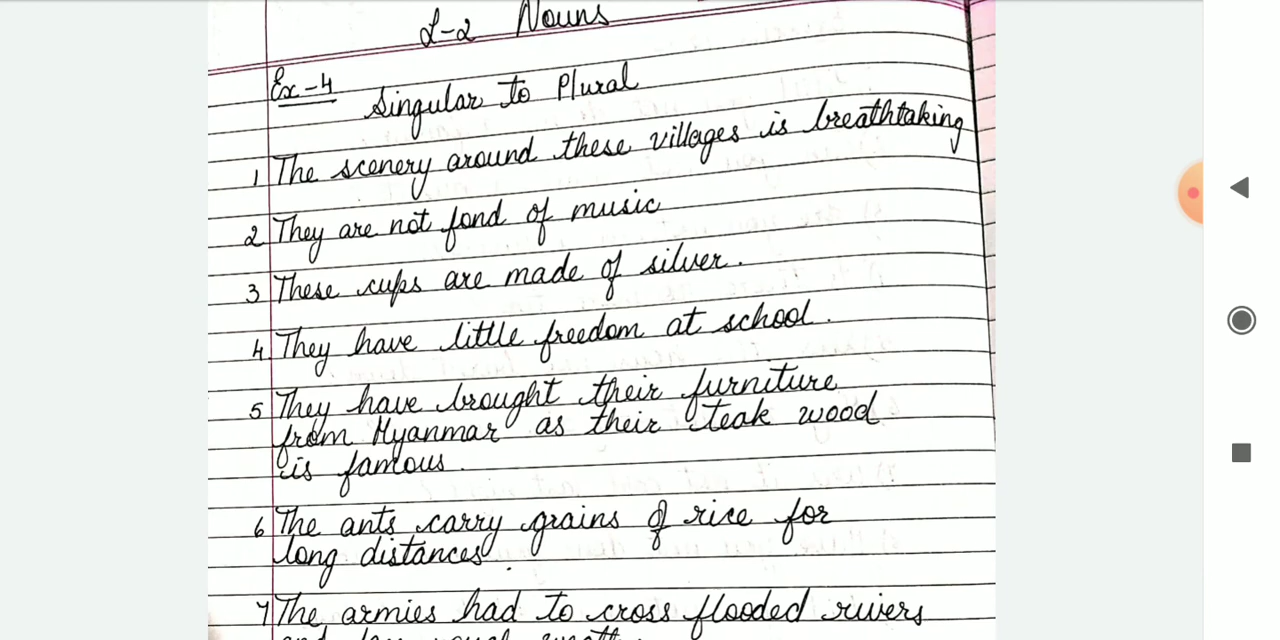 L-2 Nouns
Ex-4 Singular to Plural
1 The scenery around these villages is breathtaking
2 They are not fond of music
3 These cups are made of silver.
4. They have little freedom at school.
5 They have brought their furniture
from Myanmar as their teak wood
is famous.
6 The ants carry grains of rice for
long distances.
7 The armies had to cross flooded rivers